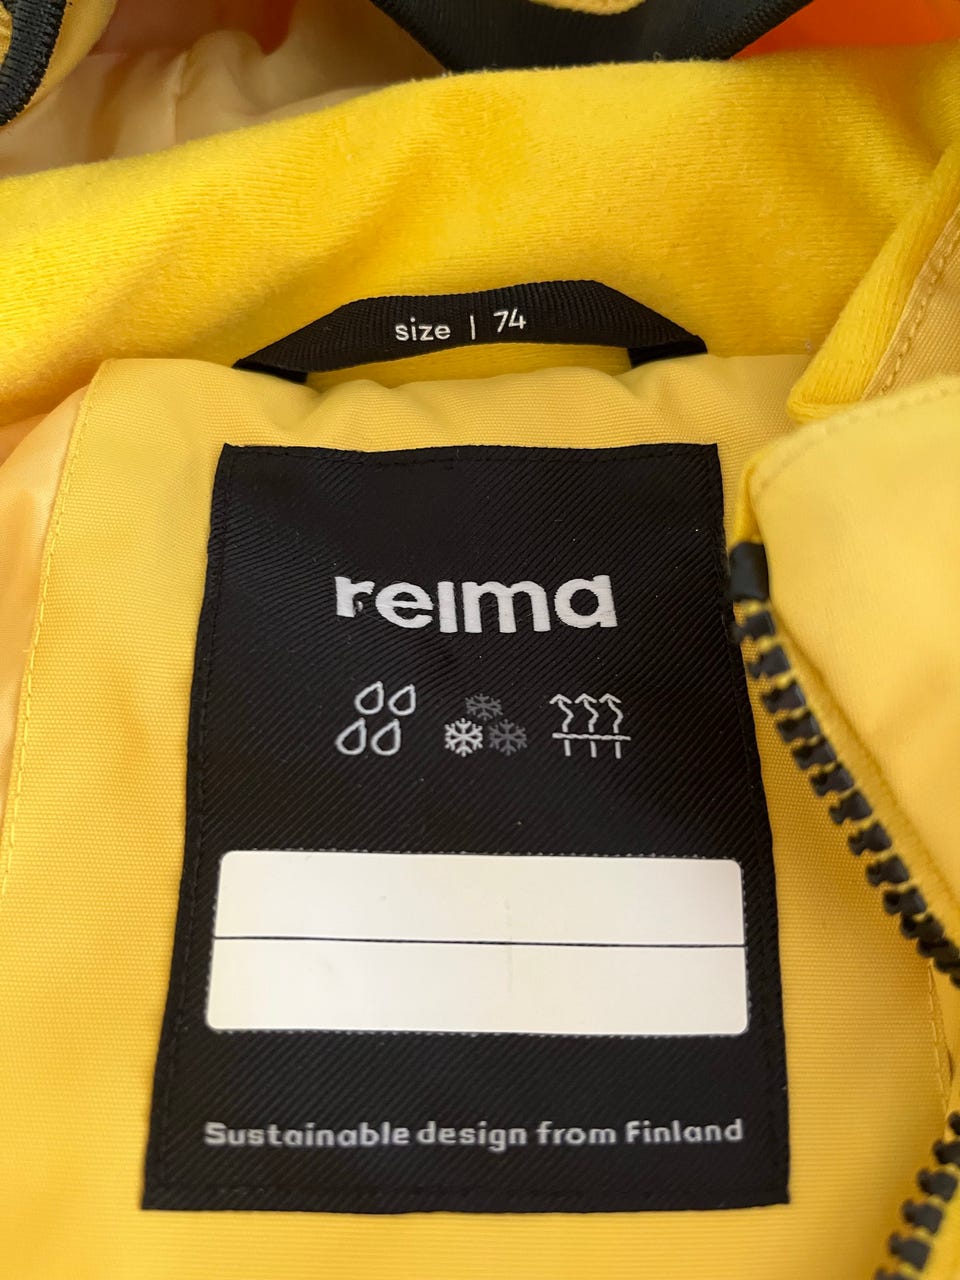 size | 74
reima
Sustainable design from Finland